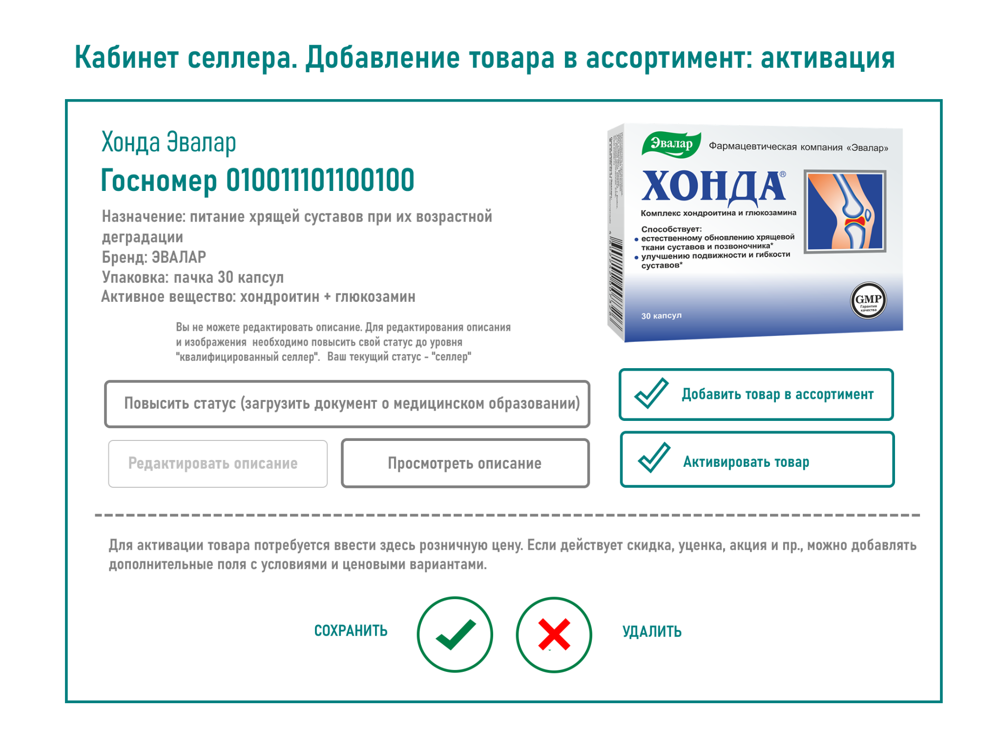 Кабинет селлера. Добавление товара в ассортимент: активация
Хонда Эвалар
Госномер 010011101100100
Назначение: питание хрящей суставов при их возрастной
деградации
Бренд: ЭВАЛАР
Упаковка: пачка 30 капсул
Активное вещество: хондроитин + глюкозамин
Вы не можете редактировать описание. Для редактирования описания
и изображения необходимо повысить свой статус до уровня
"квалифицированный селлер". Ваш текущий статус - "селлер"
Эвалар
Фармацевтическая компания «Эвалар»
ХОНДА®
Комплекс хондроитина и глюкозамина
Способствует:
• естественному обновлению хрящевой
ткани суставов и позвоночника*
• улучшению подвижности и гибкости
суставов*
GMP
Гарантия
качества
30 капсул
Повысить статус (загрузить документ о медицинском образовании)
Добавить товар в ассортимент
Редактировать описание
Просмотреть описание
Активировать товар
Для активации товара потребуется ввести здесь розничную цену. Если действует скидка, уценка, акция и пр., можно добавлять
дополнительные поля с условиями и ценовыми вариантами.
СОХРАНИТЬ
УДАЛИТЬ